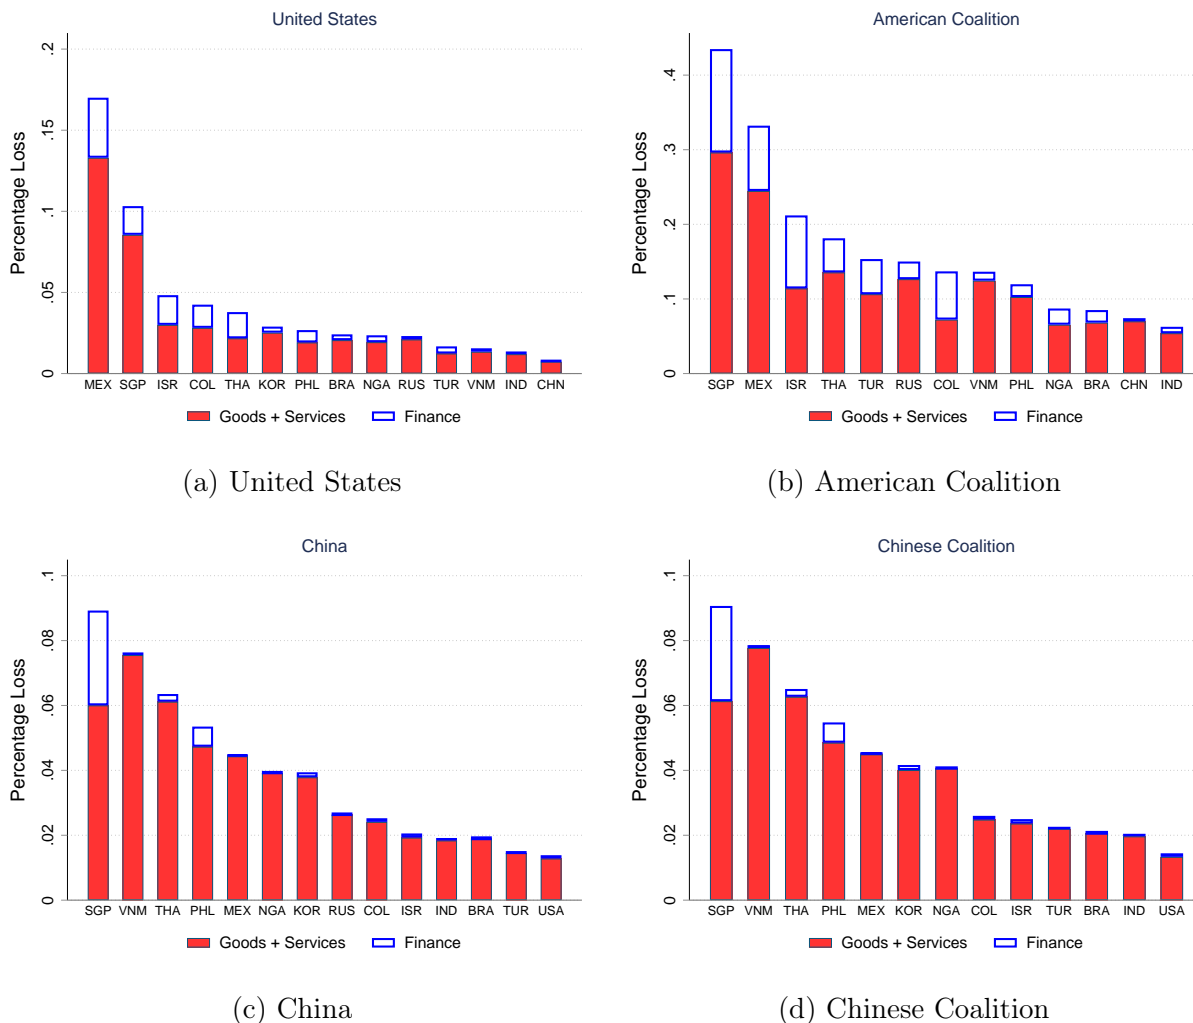 United States
Percentage Loss
.2
.15
.1
.05
0
MEX SGP ISR COL THA KOR PHL BRA NGA RUS TUR VNM IND CHN
Goods + Services Finance
(a) United States
American Coalition
Percentage Loss
.4
.3
.2
.1
0
SGP MEX ISR THA TUR RUS COL VNM PHL NGA BRA CHN IND
Goods + Services Finance
(b) American Coalition
China
Percentage Loss
.1
.08
.06
.04
.02
0
SGP VNM THA PHL MEX NGA KOR RUS COL ISR IND BRA TUR USA
Goods + Services Finance
(c) China
Chinese Coalition
Percentage Loss
.1
.08
.06
.04
.02
0
SGP VNM THA PHL MEX KOR NGA COL ISR TUR BRA IND USA
Goods + Services Finance
(d) Chinese Coalition